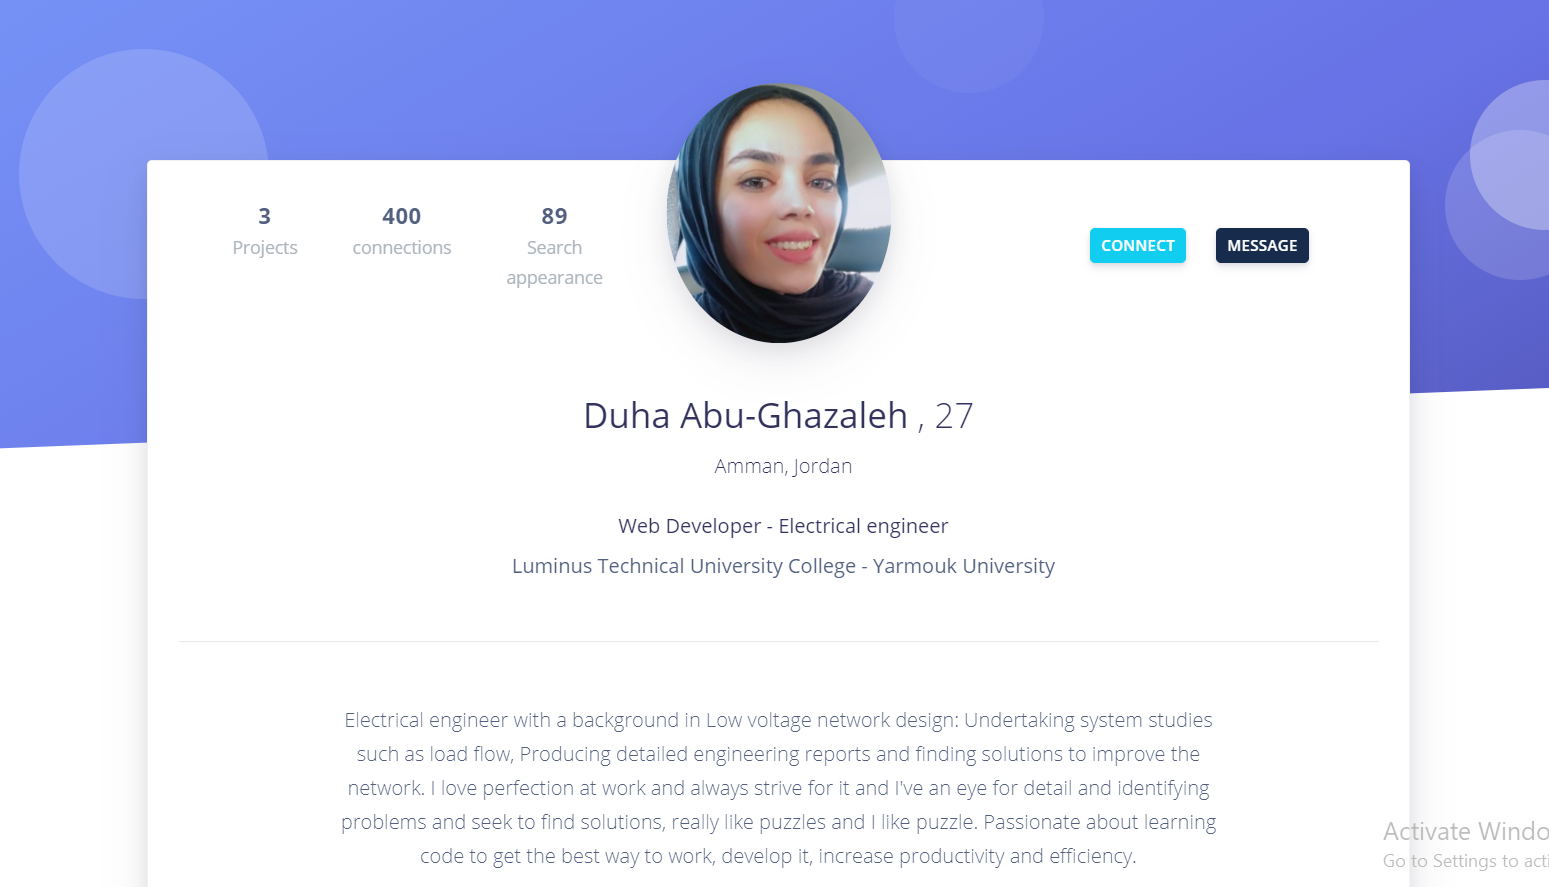 3
Projects
400
connections
89
Search
appearance
CONNECT
MESSAGE
Duha Abu-Ghazaleh , 27
Amman, Jordan
Web Developer - Electrical engineer
Luminus Technical University College - Yarmouk University
Electrical engineer with a background in Low voltage network design: Undertaking system studies
such as load flow, Producing detailed engineering reports and finding solutions to improve the
network. I love perfection at work and always strive for it and I've an eye for detail and identifying
problems and seek to find solutions, really like puzzles and I like puzzle. Passionate about learning
code to get the best way to work, develop it, increase productivity and efficiency.
Activate Windo
Go to Settings to acti